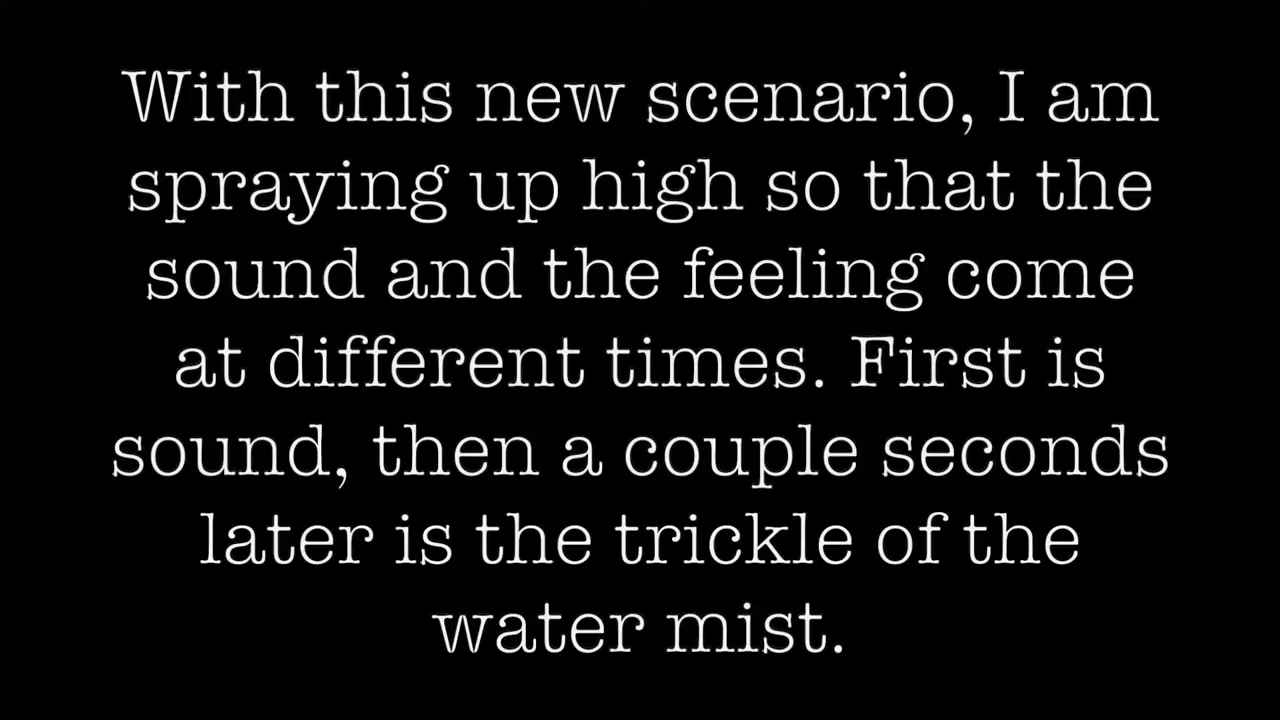 With this new scenario, I am
spraying up high so that the
sound and the feeling come
at different times. First is
sound, then a couple seconds
later is the trickle of the
water mist.